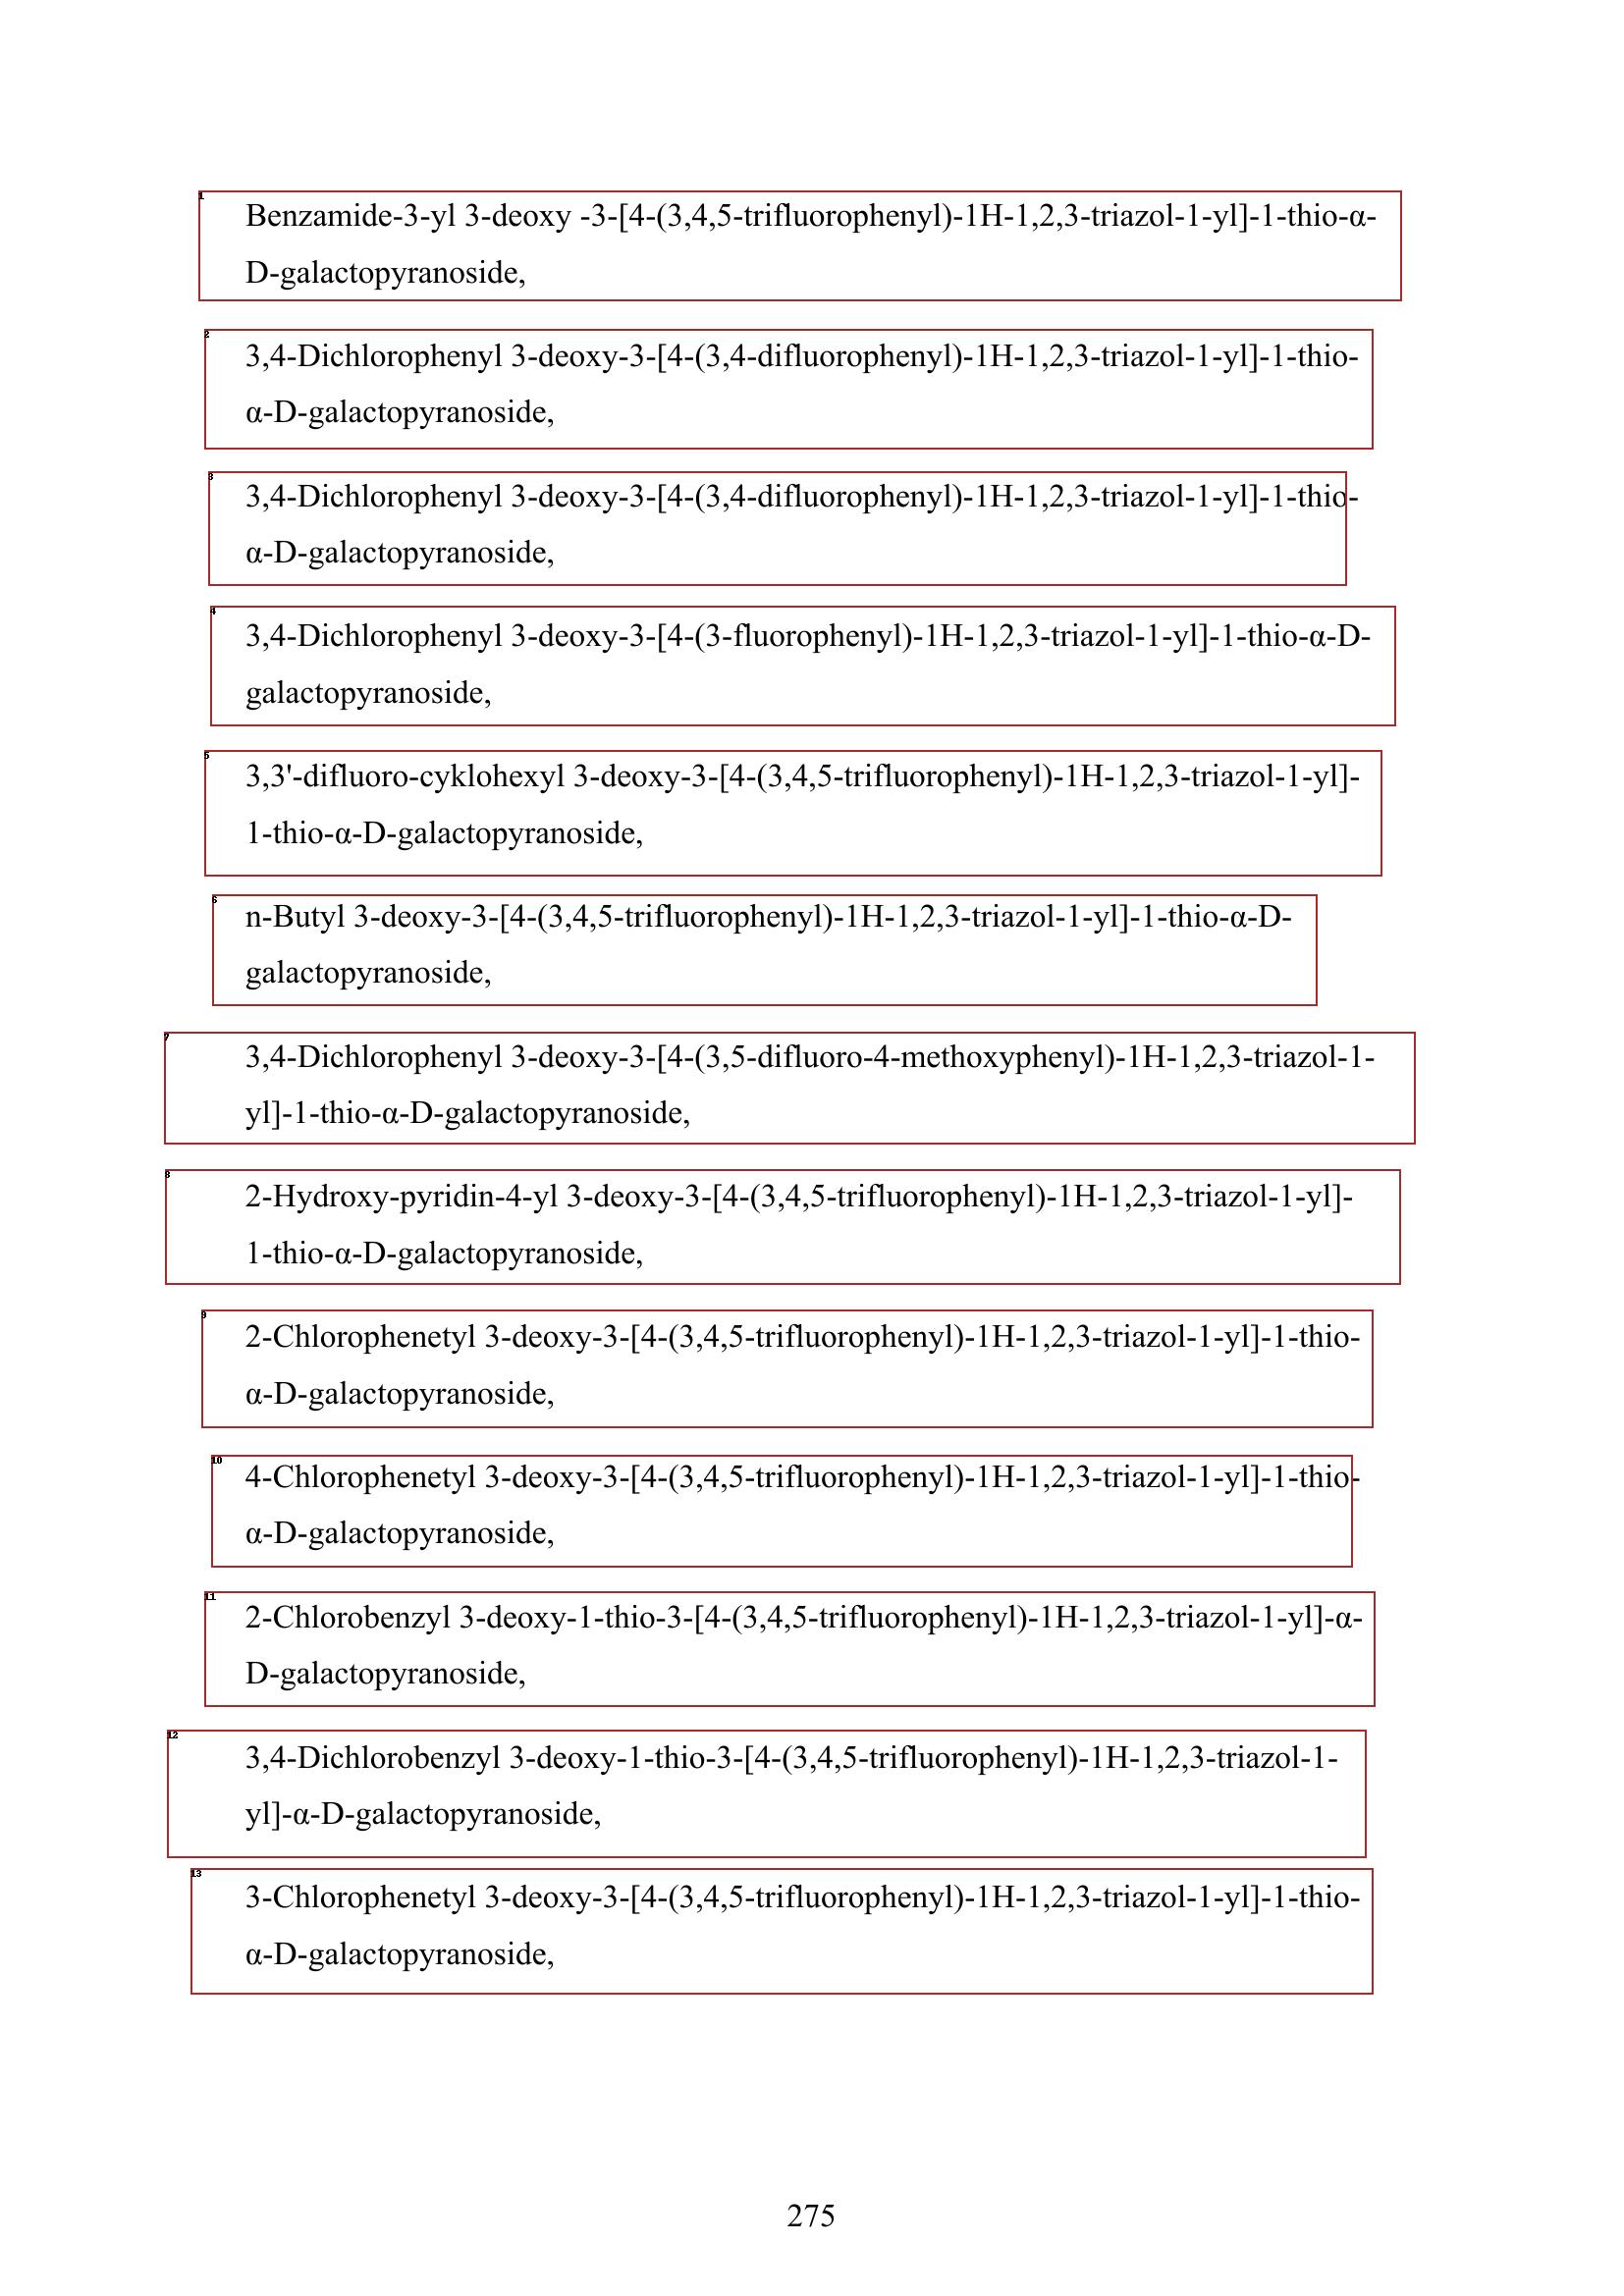 1
Benzamide-3-yl 3-deoxy -3-[4-(3,4,5-trifluorophenyl)-1H-1,2,3-triazol-1-yl]-1-thio-α-
D-galactopyranoside,
2
3,4-Dichlorophenyl 3-deoxy-3-[4-(3,4-difluorophenyl)-1H-1,2,3-triazol-1-yl]-1-thio-
α-D-galactopyranoside,
3
3,4-Dichlorophenyl 3-deoxy-3-[4-(3,4-difluorophenyl)-1H-1,2,3-triazol-1-yl]-1-thio-
α-D-galactopyranoside,
4
3,4-Dichlorophenyl 3-deoxy-3-[4-(3-fluorophenyl)-1H-1,2,3-triazol-1-yl]-1-thio-α-D-
galactopyranoside,
5
3,3'-difluoro-cyklohexyl 3-deoxy-3-[4-(3,4,5-trifluorophenyl)-1H-1,2,3-triazol-1-yl]-
1-thio-α-D-galactopyranoside,
6
n-Butyl 3-deoxy-3-[4-(3,4,5-trifluorophenyl)-1H-1,2,3-triazol-1-yl]-1-thio-α-D-
galactopyranoside,
7
3,4-Dichlorophenyl 3-deoxy-3-[4-(3,5-difluoro-4-methoxyphenyl)-1H-1,2,3-triazol-1-
yl]-1-thio-α-D-galactopyranoside,
8
2-Hydroxy-pyridin-4-yl 3-deoxy-3-[4-(3,4,5-trifluorophenyl)-1H-1,2,3-triazol-1-yl]-
1-thio-α-D-galactopyranoside,
9
2-Chlorophenetyl 3-deoxy-3-[4-(3,4,5-trifluorophenyl)-1H-1,2,3-triazol-1-yl]-1-thio-
α-D-galactopyranoside,
10
4-Chlorophenetyl 3-deoxy-3-[4-(3,4,5-trifluorophenyl)-1H-1,2,3-triazol-1-yl]-1-thio-
α-D-galactopyranoside,
11
2-Chlorobenzyl 3-deoxy-1-thio-3-[4-(3,4,5-trifluorophenyl)-1H-1,2,3-triazol-1-yl]-α-
D-galactopyranoside,
12
3,4-Dichlorobenzyl 3-deoxy-1-thio-3-[4-(3,4,5-trifluorophenyl)-1H-1,2,3-triazol-1-
yl]-α-D-galactopyranoside,
13
3-Chlorophenetyl 3-deoxy-3-[4-(3,4,5-trifluorophenyl)-1H-1,2,3-triazol-1-yl]-1-thio-
α-D-galactopyranoside,
275